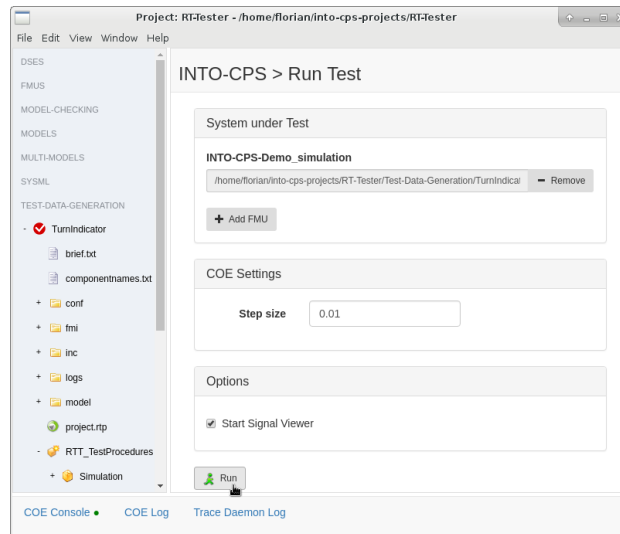 Project: RT-Tester - /home/florian/into-cps-projects/RT-Tester
File Edit View Window Help
DSES
FMUS
MODEL-CHECKING
MODELS
MULTI-MODELS
SYSML
TEST-DATA-GENERATION
- TurnIndicator
brief.txt
componentnames.txt
+ conf
+ fmi
+ inc
+ logs
+ model
project.rtp
- RTT_TestProcedures
+ Simulation
INTO-CPS > Run Test
System under Test
INTO-CPS-Demo_simulation
/home/florian/into-cps-projects/RT-Tester/Test-Data-Generation/TurnIndicat
Remove
Add FMU
COE Settings
Step size 0.01
Options
Start Signal Viewer
Run
COE Console COE Log Trace Daemon Log